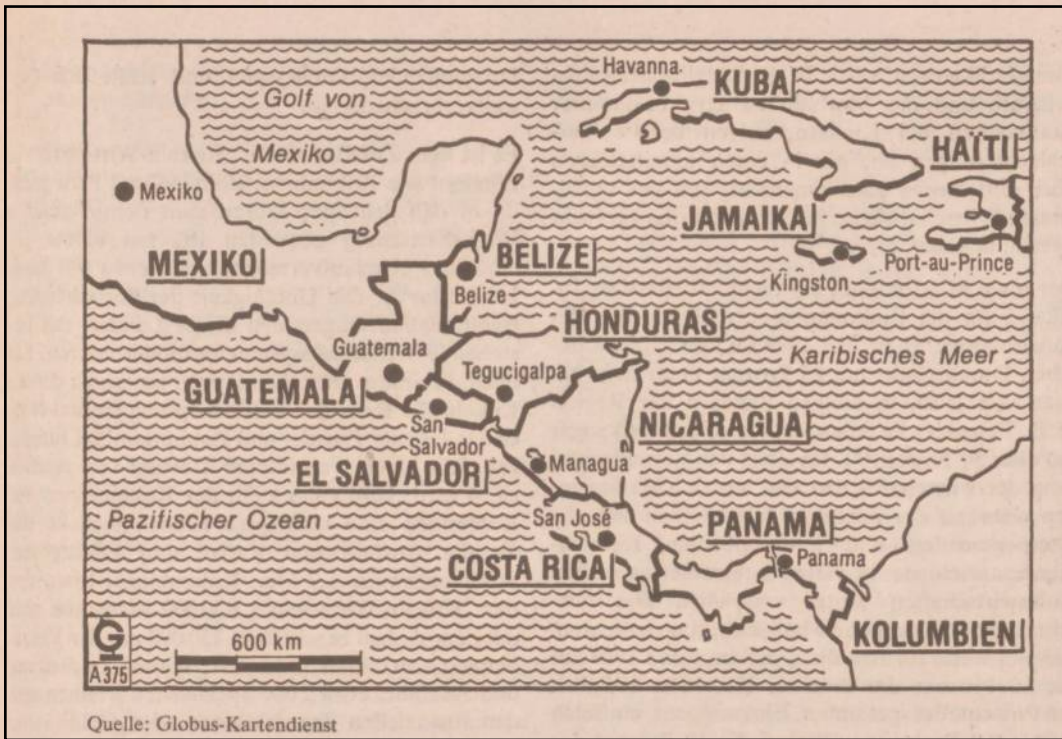 Havanna
KUBA
Golf von
Mexiko
HAÏTI
Mexiko
JAMAIKA
BELIZE
MEXIKO
Port-au-Prince
Kingston
Belize
HONDURAS
Guatemala
Karibisches Meer
Tegucigalpa
GUATEMALA
San
Salvador
NICARAGUA
EL SALVADOR
Managua
Pazifischer Ozean
San José
PANAMA
Panama
COSTA RICA
KOLUMBIEN
600 km
G
A 375
Quelle: Globus-Kartendienst